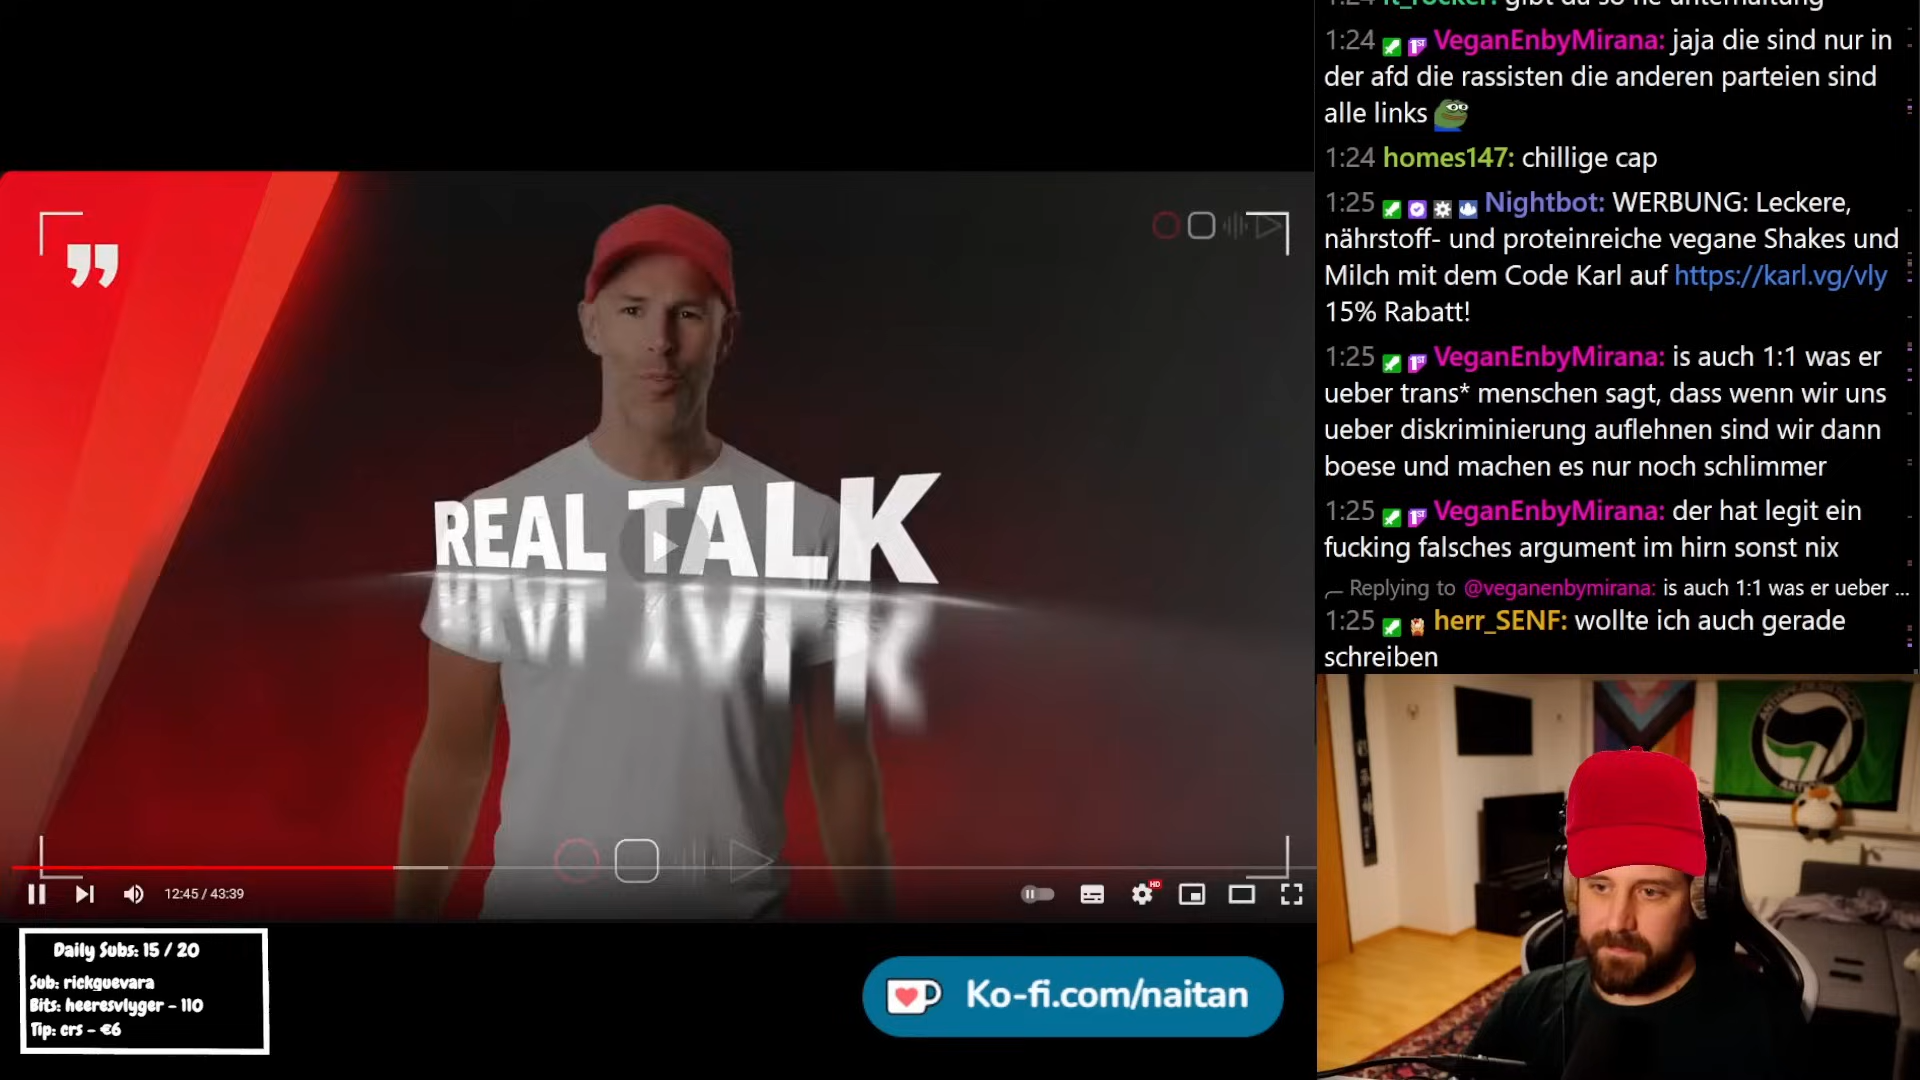 REAL TALK
12:45 / 43:39
HD
Daily Subs: 15 / 20
Sub: rickguevara
Bits: heeresvlyger - 110
Tip: crs - €6
Ko-fi.com/naitan
1:24 VeganEnbyMirana: jaja die sind nur in
der afd die rassisten die anderen parteien sind
alle links
1:24 homes147: chillige cap
1:25 Nightbot: WERBUNG: Leckere,
nährstoff- und proteinreiche vegane Shakes und
Milch mit dem Code Karl auf https://karl.vg/vly
15% Rabatt!
1:25 VeganEnbyMirana: is auch 1:1 was er
ueber trans* menschen sagt, dass wenn wir uns
ueber diskriminierung auflehnen sind wir dann
boese und machen es nur noch schlimmer
1:25 VeganEnbyMirana: der hat legit ein
fucking falsches argument im hirn sonst nix
Replying to @veganenbymirana: is auch 1:1 was er ueber ...
1:25 herr_SENF: wollte ich auch gerade
schreiben